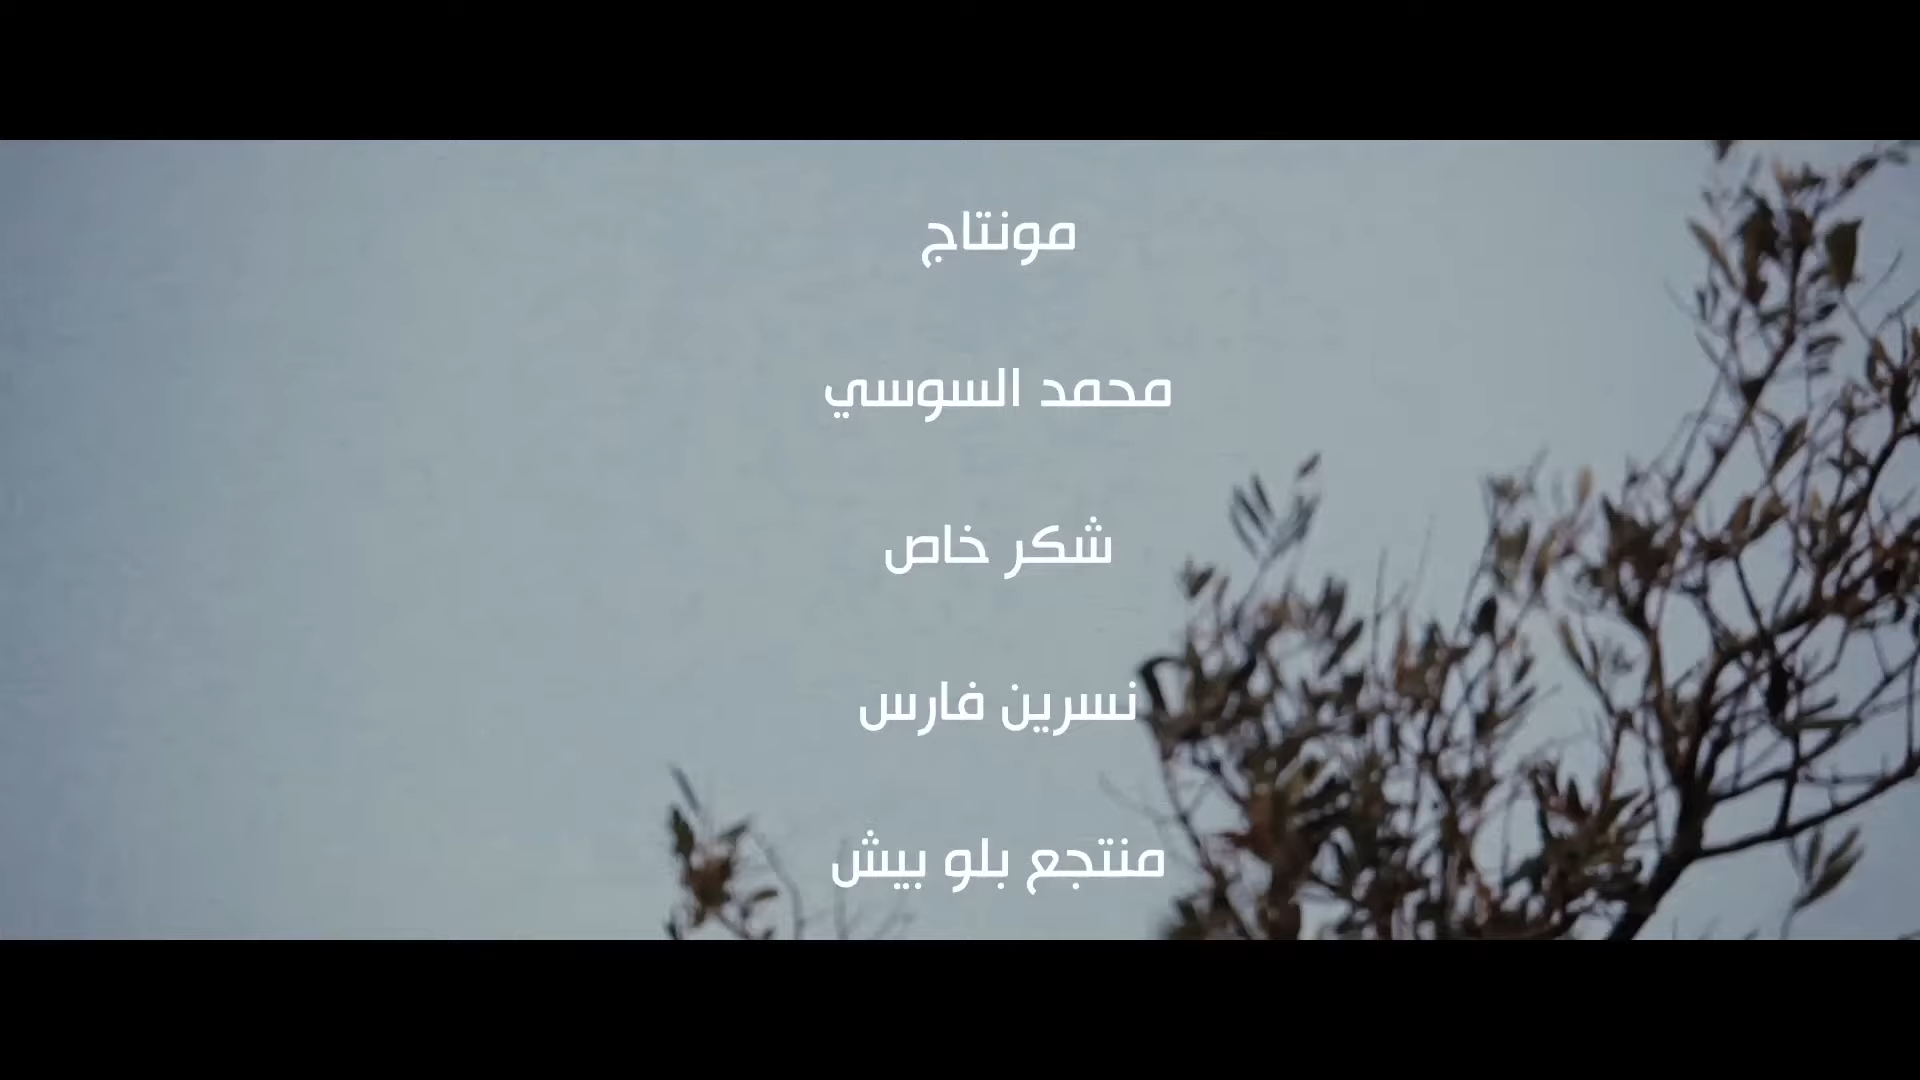 مونتاج
محمد السوسي
شكر خاص
نسرين فارس
منتجع بلو بيش